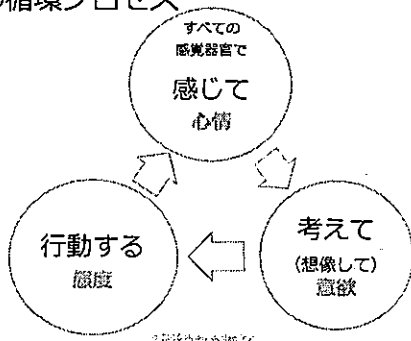 循環プロセス
すべての
感覚器官で
感じて
心情
考えて
(想像して)
意欲
行動する
態度